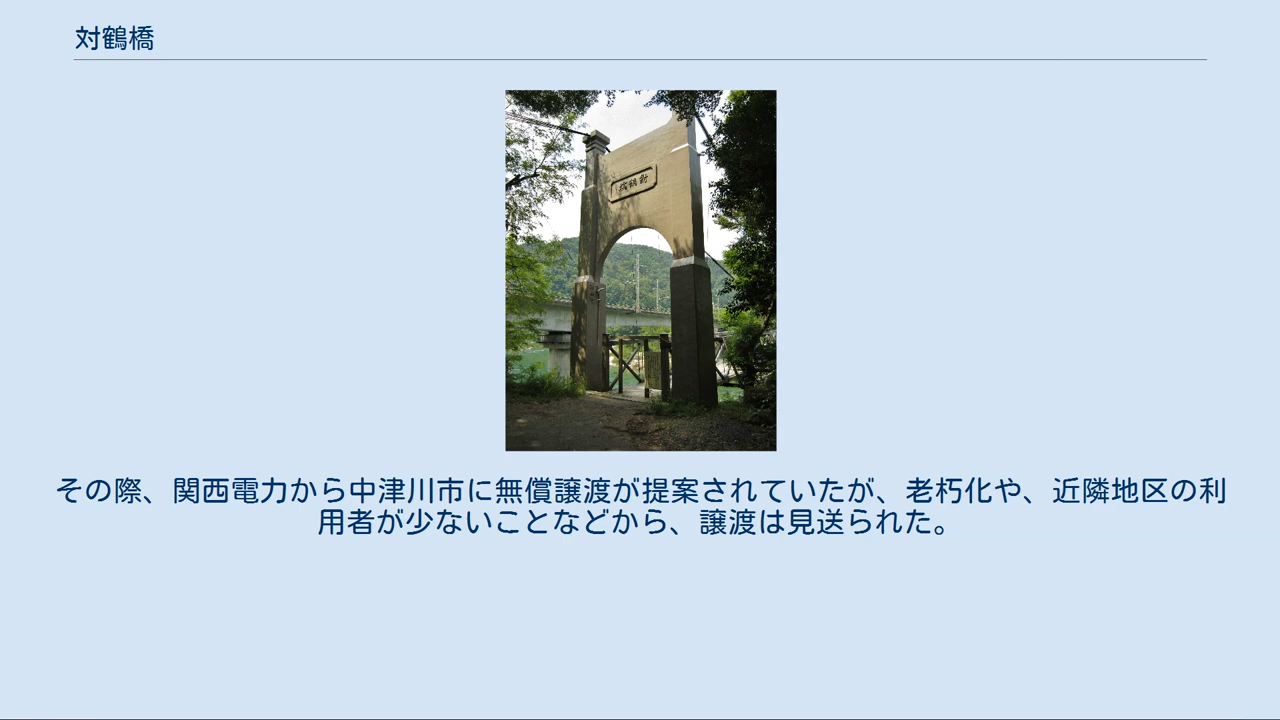 対鶴橋
その際、関西電力から中津川市に無償譲渡が提案されていたが、老朽化や、近隣地区の利
用者が少ないことなどから、譲渡は見送られた。